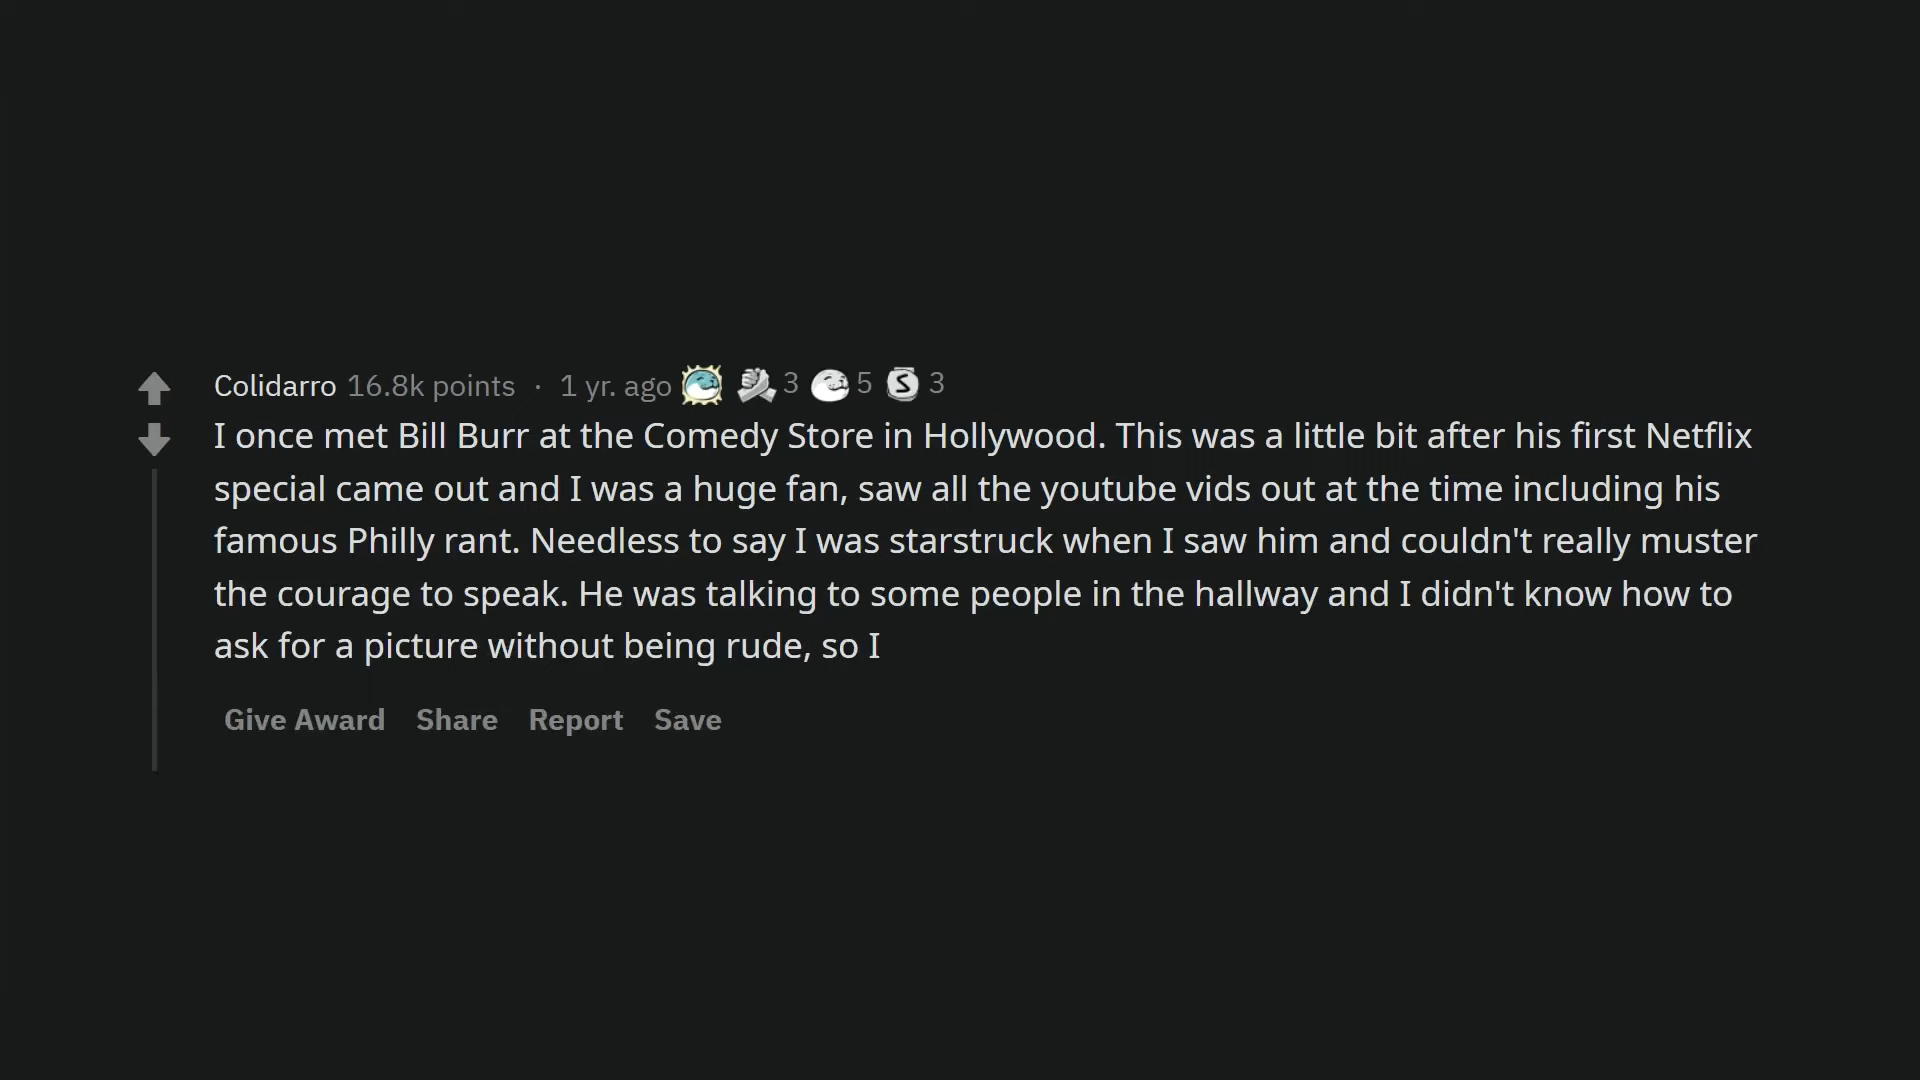 Colidarro 16.8k points · 1 yr. ago 3 5 S 3
I once met Bill Burr at the Comedy Store in Hollywood. This was a little bit after his first Netflix
special came out and I was a huge fan, saw all the youtube vids out at the time including his
famous Philly rant. Needless to say I was starstruck when I saw him and couldn't really muster
the courage to speak. He was talking to some people in the hallway and I didn't know how to
ask for a picture without being rude, so I
Give Award Share Report Save